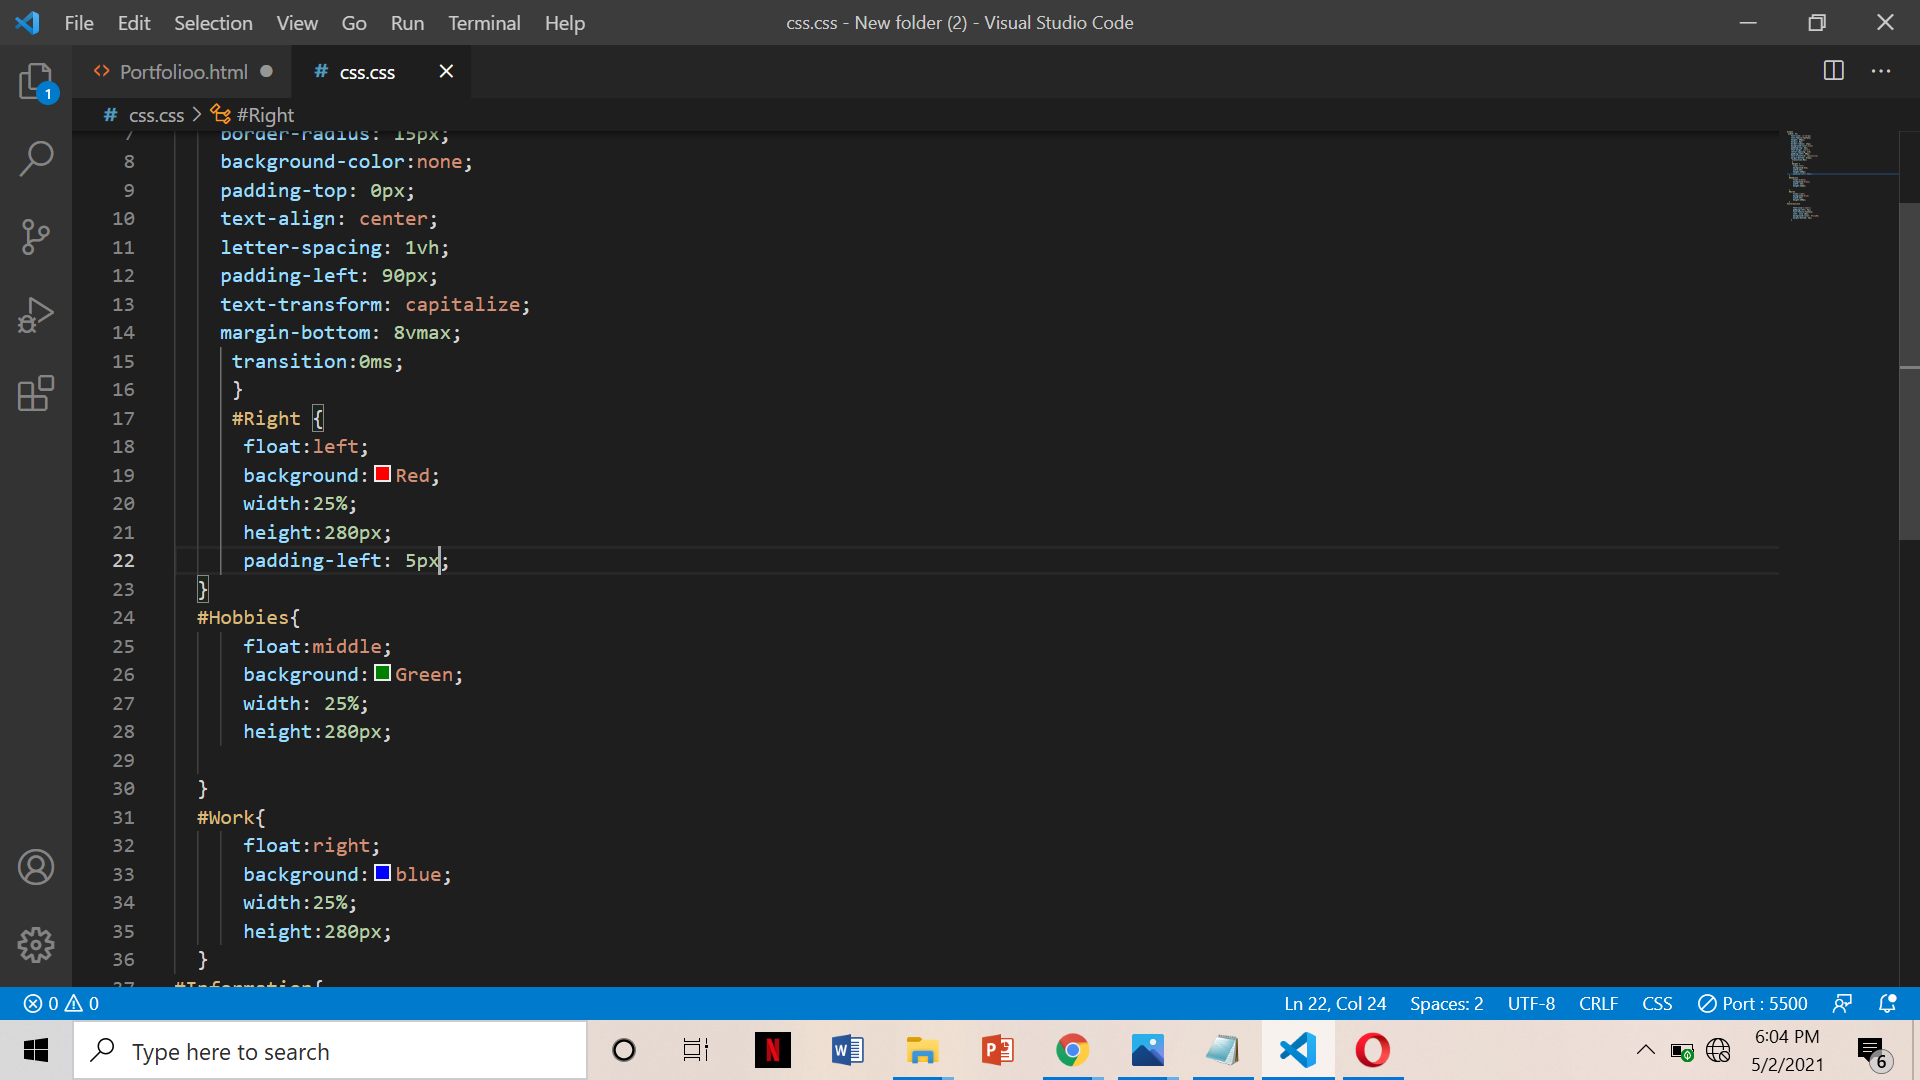 File Edit Selection View Go Run Terminal Help css.css - New folder (2) - Visual Studio Code
Portfolioo.html css.css
css.css > #Right
7 border-radius: 15px;
8 background-color:none;
9 padding-top: 0px;
10 text-align: center;
11 letter-spacing: 1vh;
12 padding-left: 90px;
13 text-transform: capitalize;
14 margin-bottom: 8vmax;
15 transition:0ms;
16 }
17 #Right {
18 float:left;
19 background: Red;
20 width:25%;
21 height:280px;
22 padding-left: 5px;
23 }
24 #Hobbies{
25 float:middle;
26 background: Green;
27 width: 25%;
28 height:280px;
29
30 }
31 #Work{
32 float:right;
33 background: blue;
34 width:25%;
35 height:280px;
36 }
37 #Information{
1
0 0 Ln 22, Col 24 Spaces: 2 UTF-8 CRLF CSS Port : 5500
Type here to search
6:04 PM
5/2/2021
6